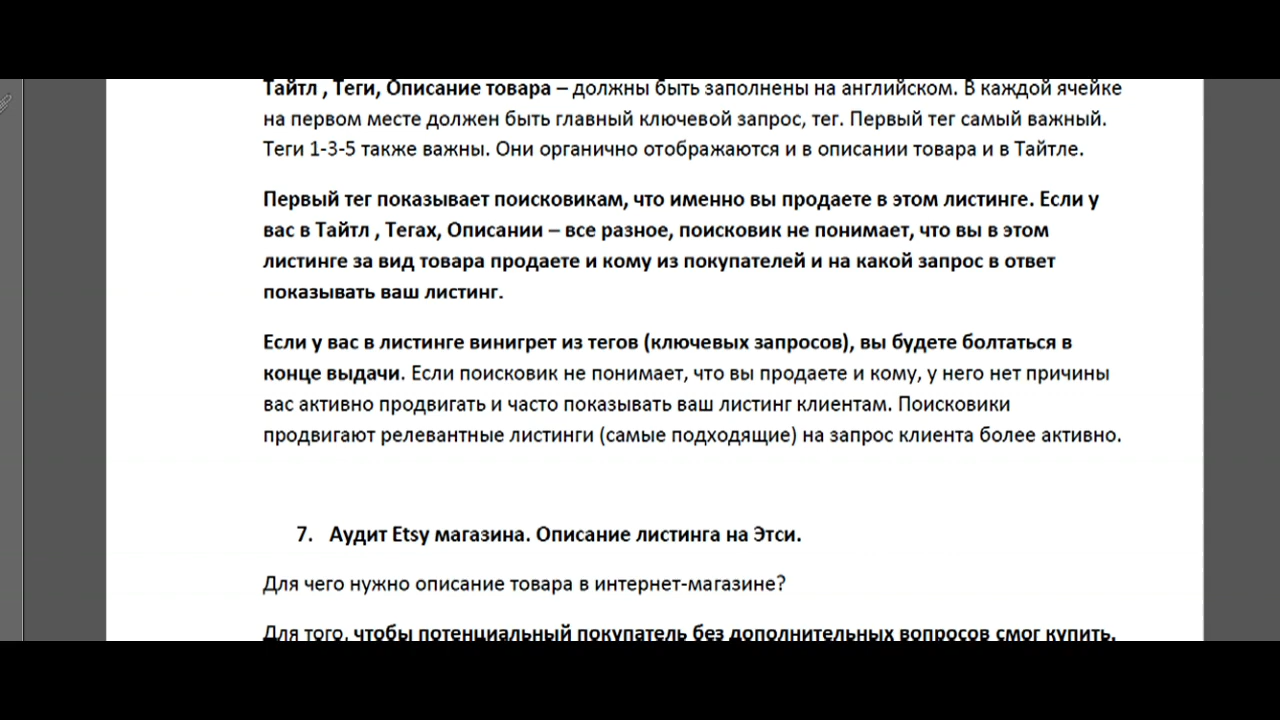 Тайтл , Теги, Описание товара – должны быть заполнены на английском. В каждой ячейке
на первом месте должен быть главный ключевой запрос, тег. Первый тег самый важный.
Теги 1-3-5 также важны. Они органично отображаются и в описании товара и в Тайтле.
Первый тег показывает поисковикам, что именно вы продаете в этом листинге. Если у
вас в Тайтл , Тегах, Описании – все разное, поисковик не понимает, что вы в этом
листинге за вид товара продаете и кому из покупателей и на какой запрос в ответ
показывать ваш листинг.
Если у вас в листинге винигрет из тегов (ключевых запросов), вы будете болтаться в
конце выдачи. Если поисковик не понимает, что вы продаете и кому, у него нет причины
вас активно продвигать и часто показывать ваш листинг клиентам. Поисковики
продвигают релевантные листинги (самые подходящие) на запрос клиента более активно.
7. Аудит Etsy магазина. Описание листинга на Этси.
Для чего нужно описание товара в интернет-магазине?
Для того, чтобы потенциальный покупатель без дополнительных вопросов смог купить.